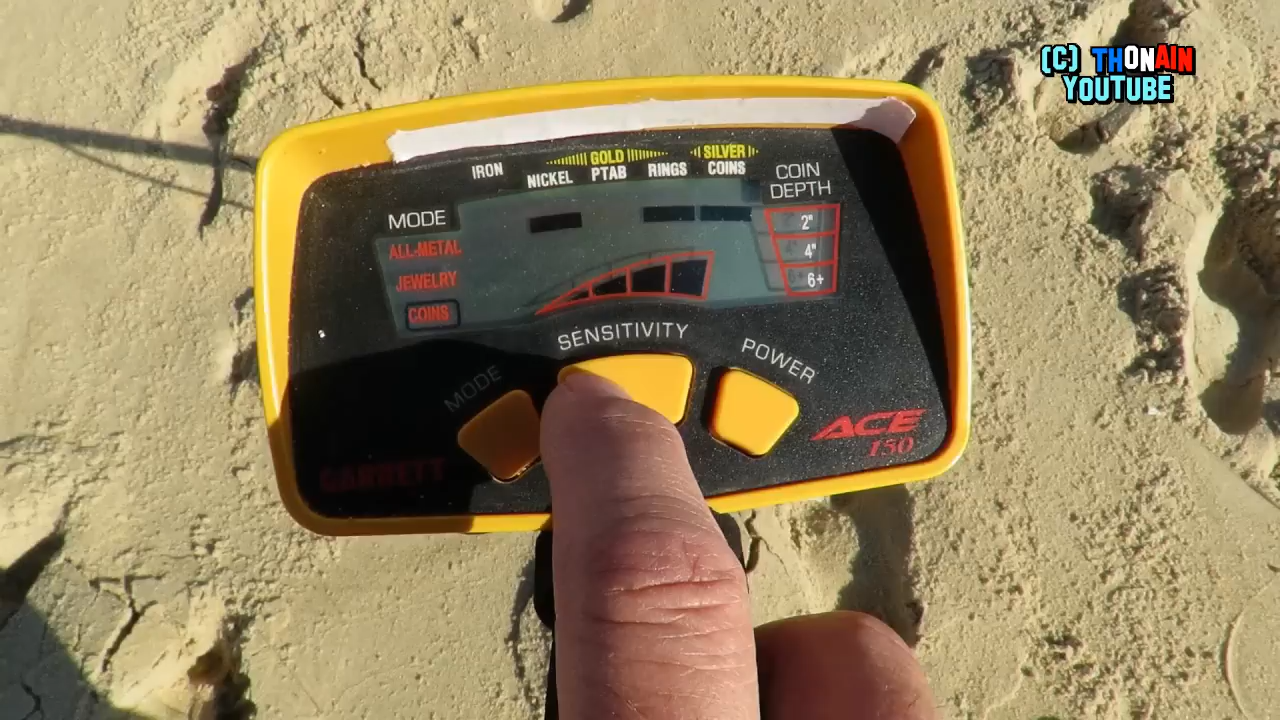 (C) THONAIN
YOUTUBE
GOLD
SILVER
IRON
NICKEL
PTAB
RINGS
COINS
COIN
DEPTH
MODE
ALL-METAL
JEWELRY
COINS
2"
4"
6+
SENSITIVITY
MODE
POWER
ACE
150
GARRETT